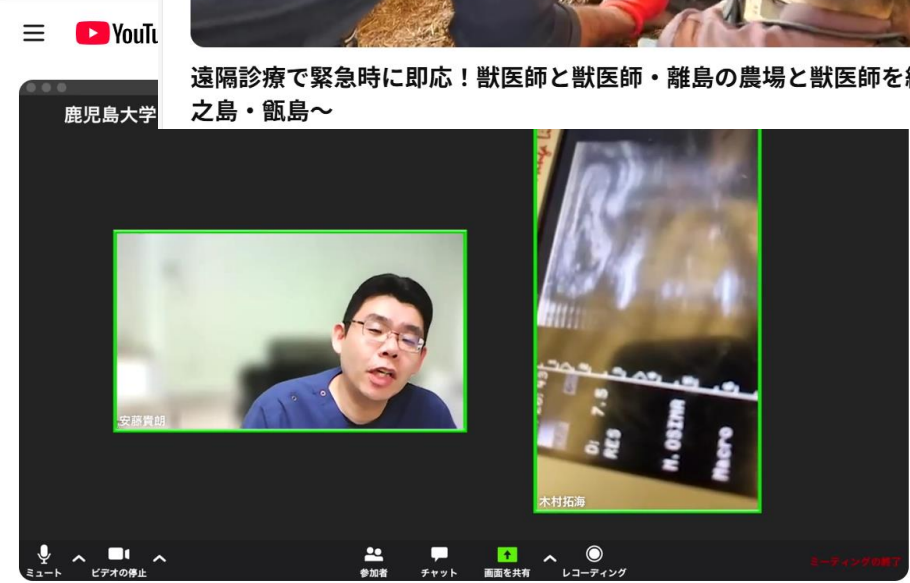 YouTu
遠隔診療で緊急時に即応！獣医師と獣医師・離島の農場と獣医師を
之島・甑島～
鹿児島大学
安藤貴朗
D: 7.5
RES
M.OSIMA
Macro
木村拓海
ミュート
ビデオの停止
参加者
チャット
画面を共有
レコーディング
ミーティングの終了